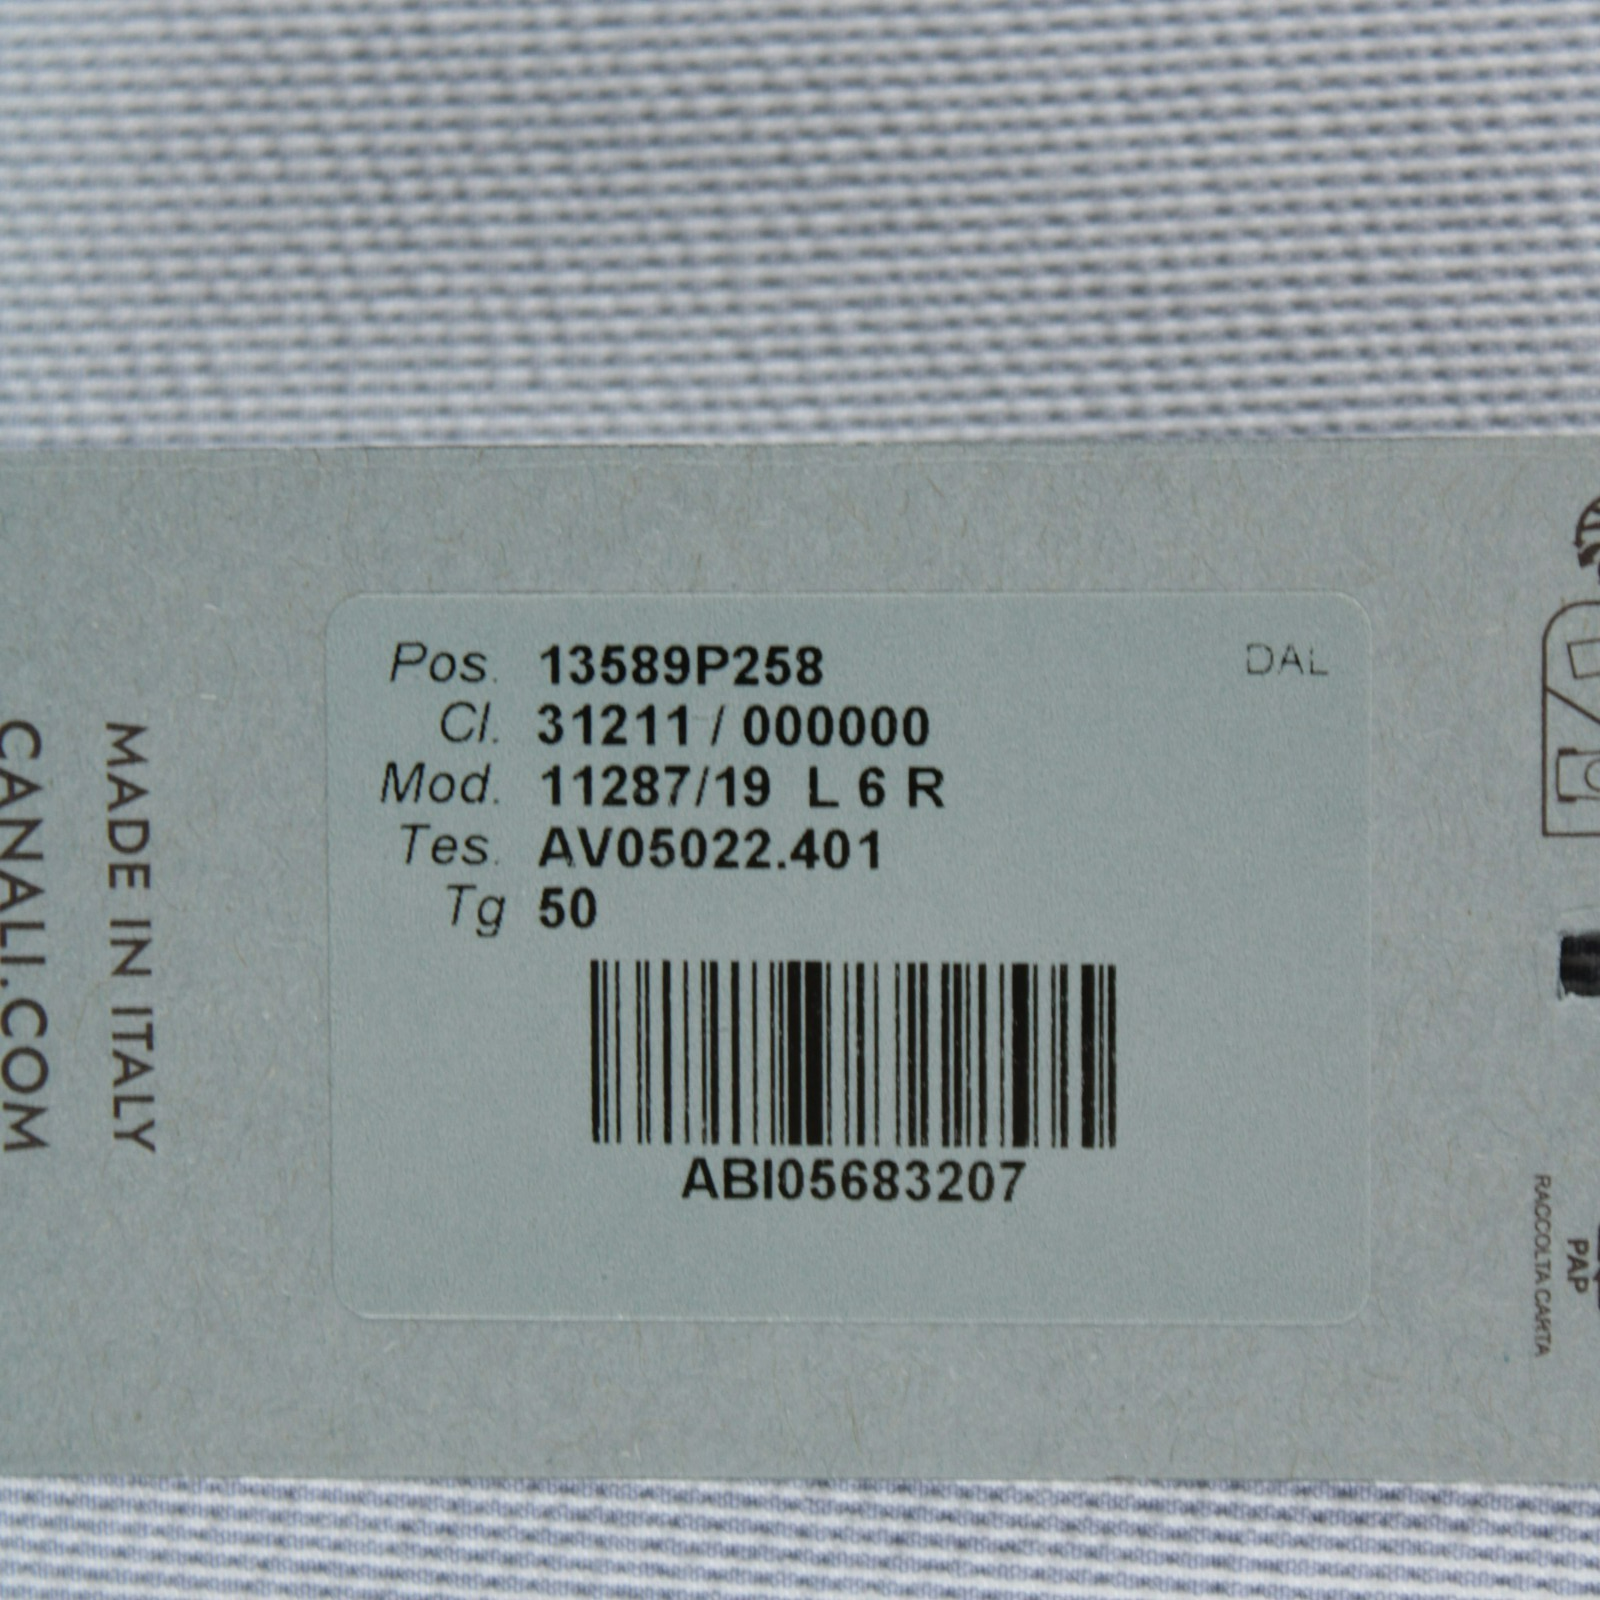 Pos. 13589P258
DAL
Cl. 31211 / 000000
Mod. 11287/19 L 6 R
Tes. AV05022.401
Tg 50
ABI05683207
MADE IN ITALY
CANALI.COM
PAP
RACCOLTA CARTA